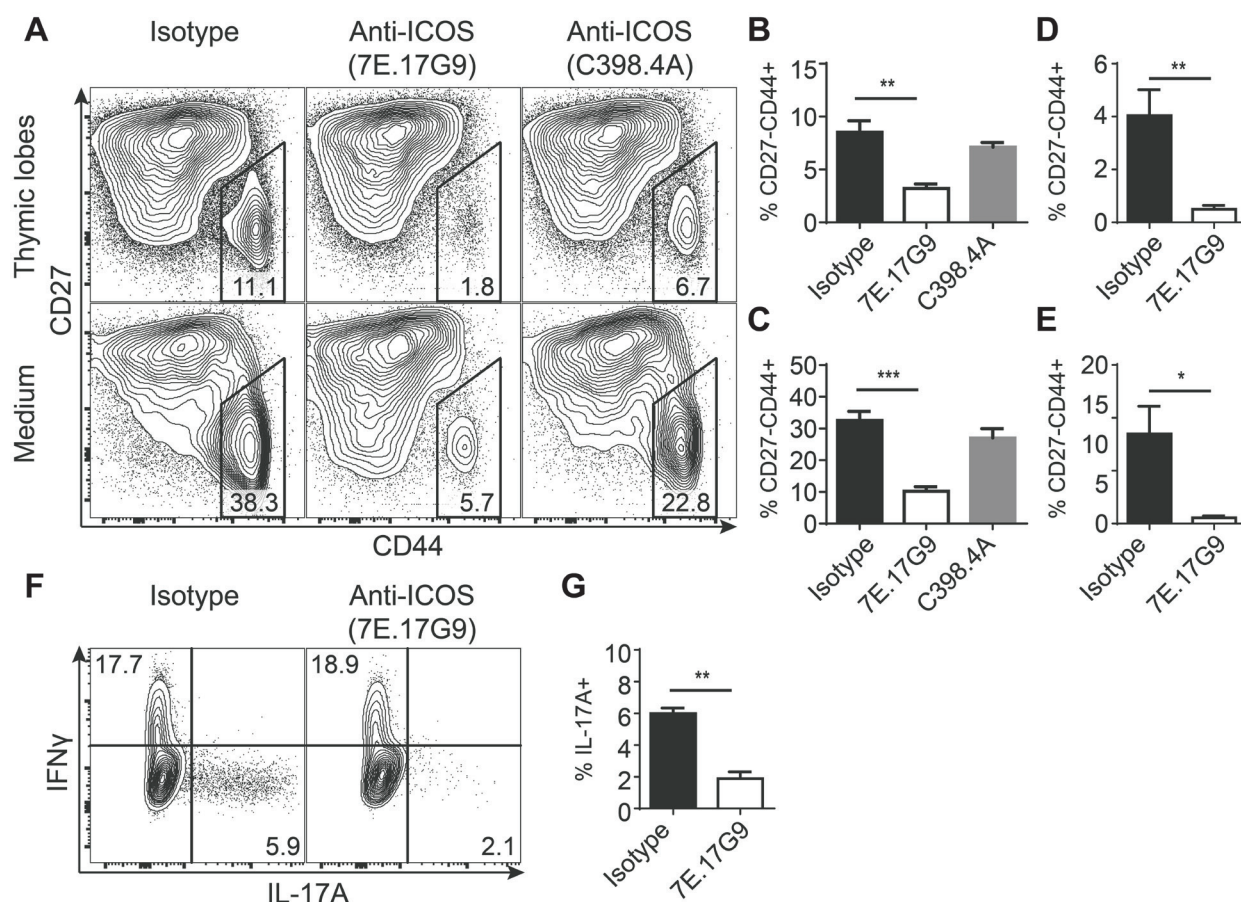 A
Isotype
Anti-ICOS
(7E.17G9)
Anti-ICOS
(C398.4A)
Thymic lobes
Medium
CD27
11.1
1.8
6.7
38.3
5.7
22.8
CD44
B
% CD27-CD44+
15
10
5
0
**
Isotype
7E.17G9
C398.4A
D
% CD27-CD44+
6
4
2
0
**
Isotype
7E.17G9
C
% CD27-CD44+
50
40
30
20
10
0
***
Isotype
7E.17G9
C398.4A
E
% CD27-CD44+
20
15
10
5
0
*
Isotype
7E.17G9
F
Isotype
Anti-ICOS
(7E.17G9)
IFNγ
17.7
18.9
5.9
2.1
IL-17A
G
% IL-17A+
10
8
6
4
2
0
**
Isotype
7E.17G9